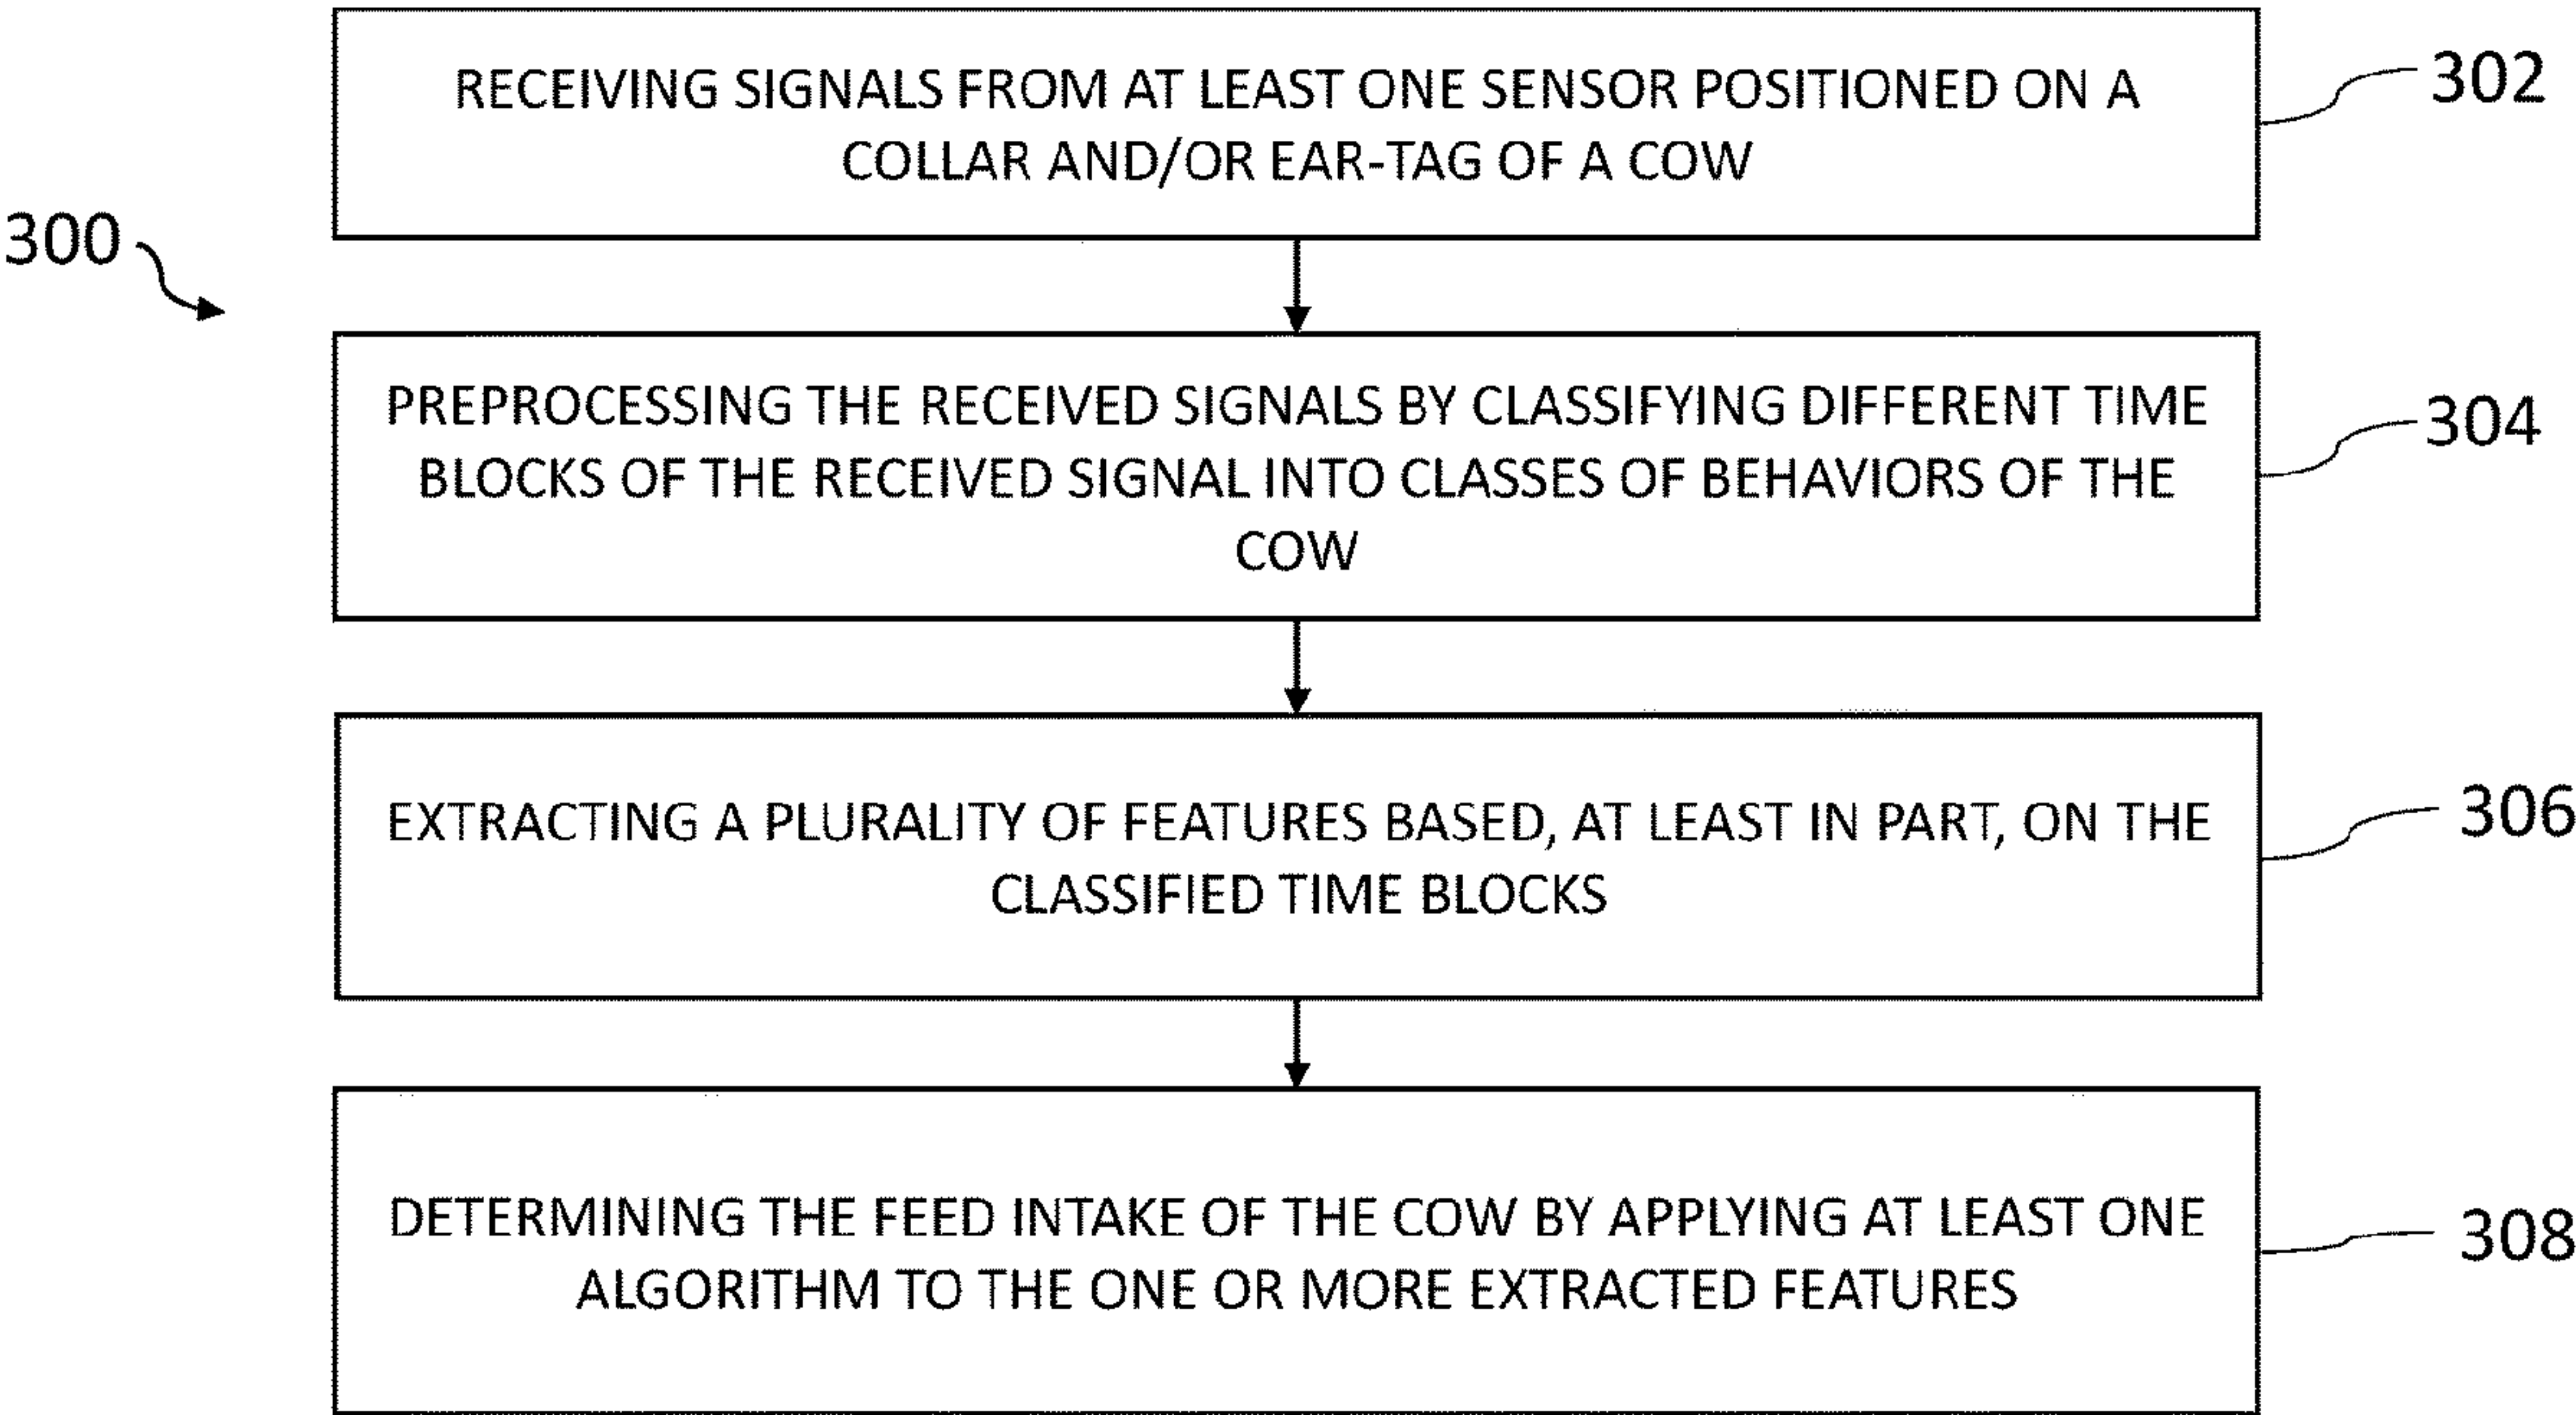 RECEIVING SIGNALS FROM AT LEAST ONE SENSOR POSITIONED ON A
COLLAR AND/OR EAR-TAG OF A COW
302
300
PREPROCESSING THE RECEIVED SIGNALS BY CLASSIFYING DIFFERENT TIME
BLOCKS OF THE RECEIVED SIGNAL INTO CLASSES OF BEHAVIORS OF THE
COW
304
EXTRACTING A PLURALITY OF FEATURES BASED, AT LEAST IN PART, ON THE
CLASSIFIED TIME BLOCKS
306
DETERMINING THE FEED INTAKE OF THE COW BY APPLYING AT LEAST ONE
ALGORITHM TO THE ONE OR MORE EXTRACTED FEATURES
308